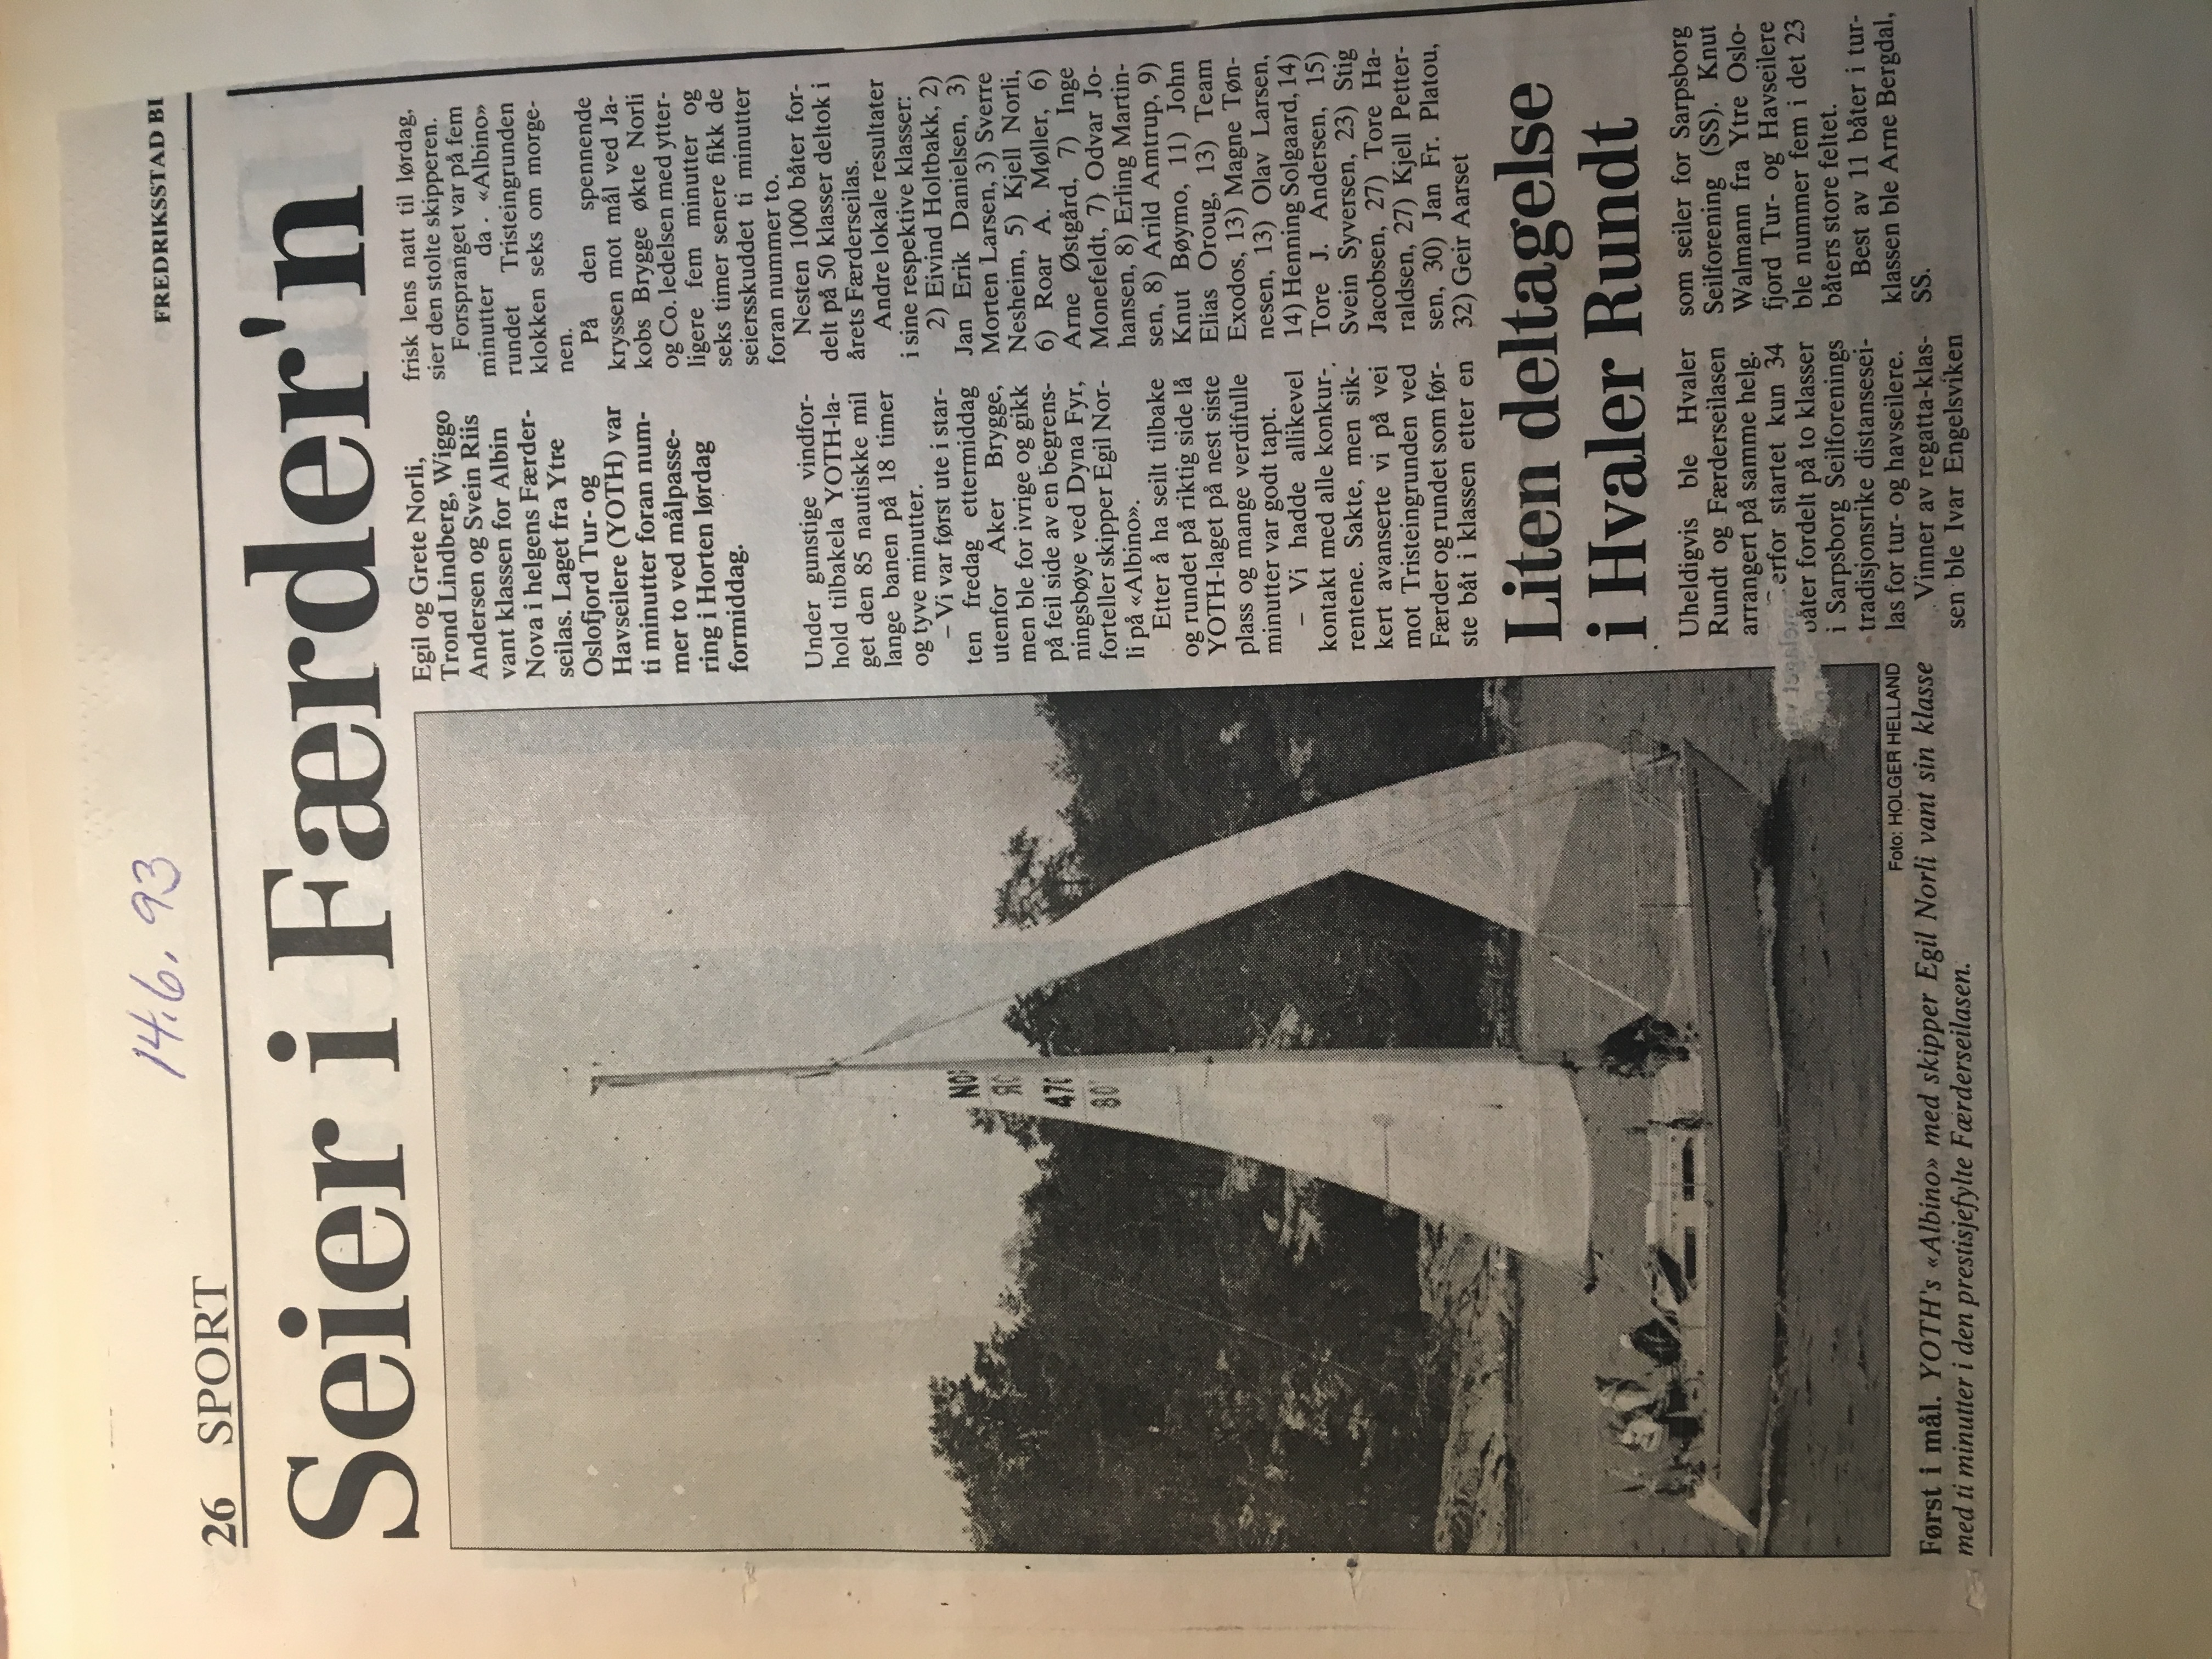 14.6.93
26 SPORT
FREDRIKSSTAD BL
Seier i Færder'n
Egil og Grete Norli,
Trond Lindberg, Wiggo
Andersen og Svein Riis
vant klassen for Albin
Nova i helgens Færder-
seilas. Laget fra Ytre
Oslofjord Tur- og
Havseilere (YOTH) var
ti minutter foran num-
mer to ved målpasse-
ring i Horten lørdag
formiddag.
Under gunstige vindfor-
hold tilbakela YOTH-la-
get den 85 nautiske mil
lange banen på 18 timer
og tyve minutter.
– Vi var først ute i star-
ten fredag ettermiddag
utenfor Aker Brygge,
men ble for ivrige og gikk
på feil side av en begrens-
ningsbøye ved Dyna Fyr,
forteller skipper Egil Nor-
li på «Albino».
Etter å ha seilt tilbake
og rundet på riktig side lå
YOTH-laget på nest siste
plass og mange verdifulle
minutter var godt tapt.
– Vi hadde allikevel
kontakt med alle konkur-
rentene. Sakte, men sik-
kert avanserte vi på vei
mot Tristeingrunden ved
Færder og rundet som før-
ste båt i klassen etter en
frisk lens natt til lørdag,
sier den stolte skipperen.
Forspranget var på fem
minutter da. «Albino»
rundet Tristeingrunden
klokken seks om morge-
nen.
På den spennende
kryssen mot mål ved Ja-
kobs Brygge økte Norli
og Co. ledelsen med ytter-
ligere fem minutter og
seks timer senere fikk de
seiersskuddet ti minutter
foran nummer to.
Nesten 1000 båter for-
delt på 50 klasser deltok i
årets Færderseilas.
Andre lokale resultater
i sine respektive klasser:
2) Eivind Holtbakk, 2)
Jan Erik Danielsen, 3)
Morten Larsen, 3) Sverre
Nesheim, 5) Kjell Norli,
6) Roar A. Møller, 6)
Arne Østgård, 7) Inge
Monefeldt, 7) Odvar Jo-
hansen, 8) Erling Martin-
sen, 8) Arild Amtrup, 9)
Knut Bøymo, 11) John
Elias Oroug, 13) Team
Exodos, 13) Magne Tøn-
nesen, 13) Olav Larsen,
14) Henning Solgaard, 14)
Tore J. Andersen, 15)
Svein Syversen, 23) Stig
Jacobsen, 27) Tore Ha-
raldsen, 27) Kjell Petter-
sen, 30) Jan Fr. Platou,
32) Geir Aarset
NO
470
80
Foto: HOLGER HELLAND
Først i mål. YOTH's «Albino» med skipper Egil Norli vant sin klasse
med ti minutter i den prestisjefylte Færderseilasen.
Liten deltagelse
i Hvaler Rundt
Uheldigvis ble Hvaler
Rundt og Færderseilasen
arrangert på samme helg.
erfor startet kun 34
båter fordelt på to klasser
i Sarpsborg Seilforenings
tradisjonsrike distansesei-
las for tur- og havseilere.
Vinner av regatta-klas-
sen ble Ivar Engelsviken
som seiler for Sarpsborg
Seilforening (SS). Knut
Walmann fra Ytre Oslo-
fjord Tur- og Havseilere
ble nummer fem i det 23
båters store feltet.
Best av 11 båter i tur-
klassen ble Arne Bergdal,
SS.